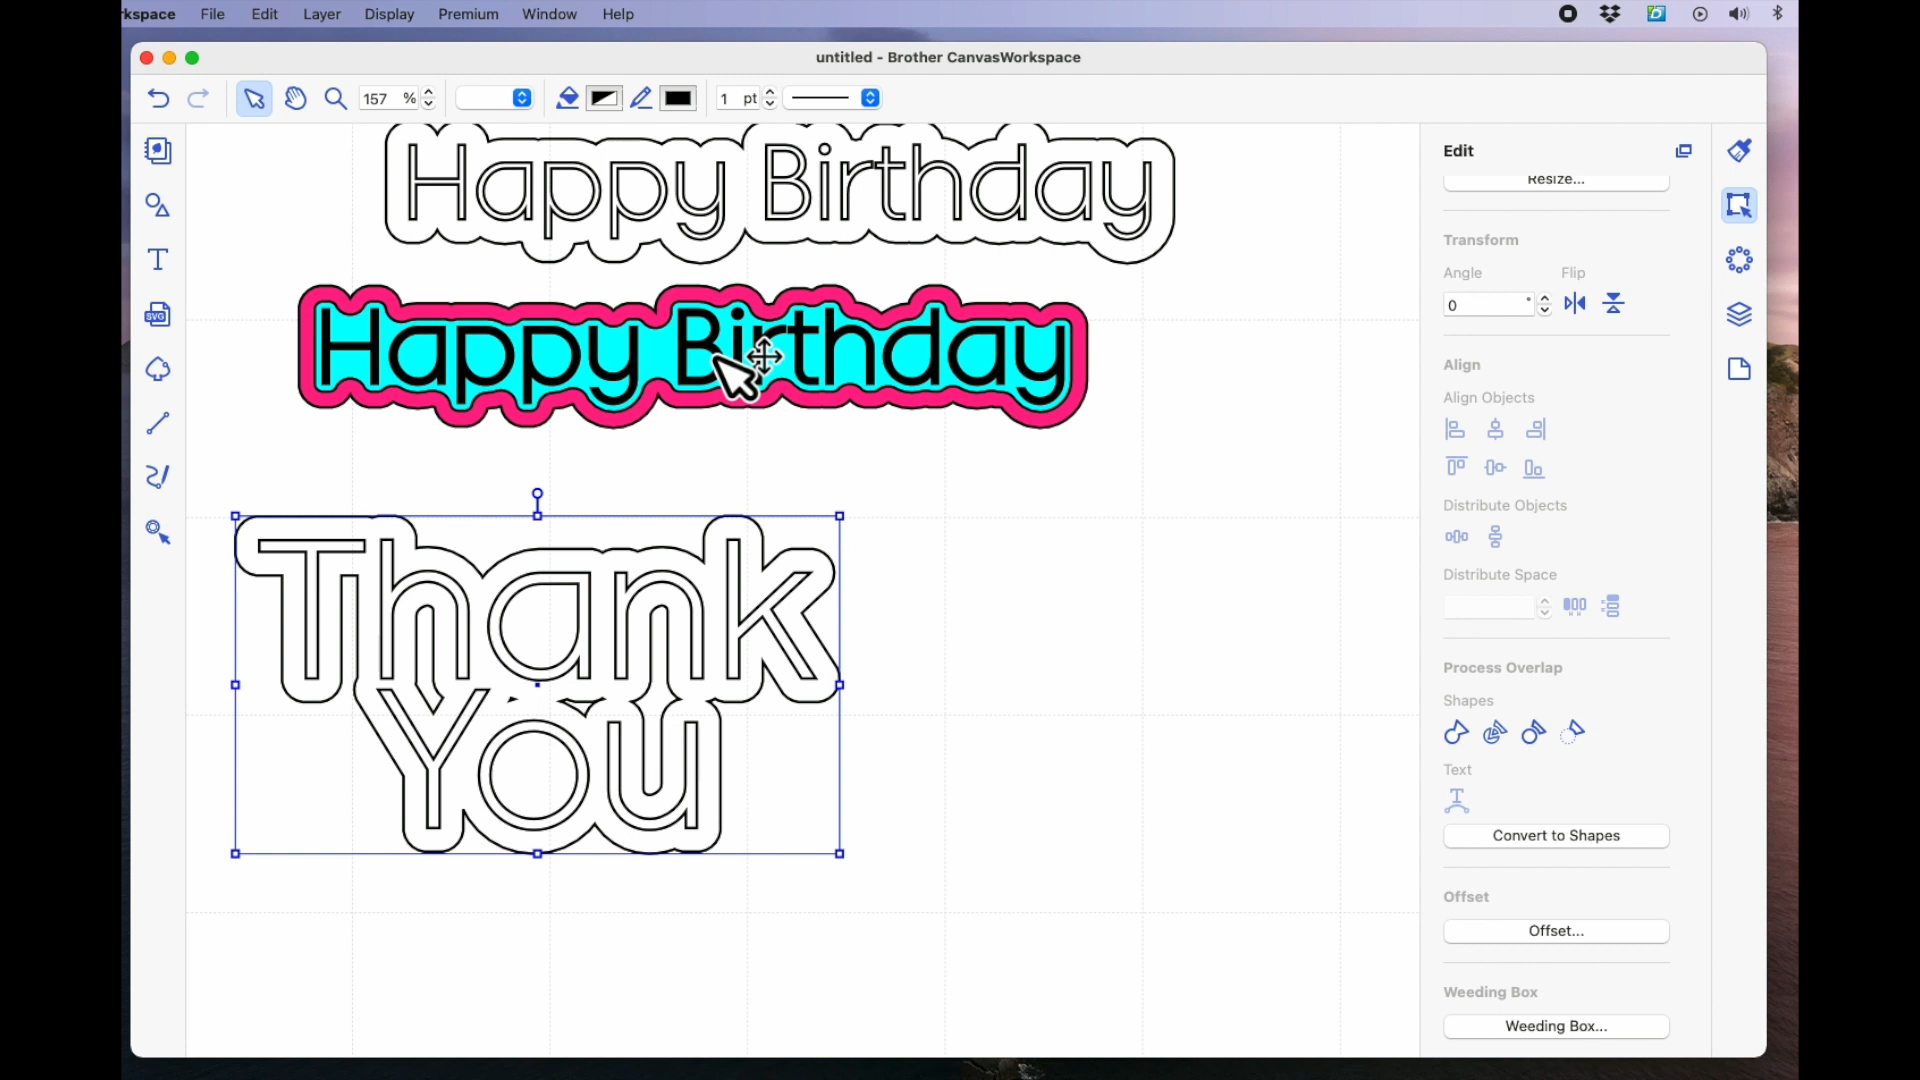 rkspace File Edit Layer Display Premium Window Help
untitled - Brother CanvasWorkspace
157 % 1 pt
Happy Birthday
Happy Birthday
Thank
You
SVG
Edit
Resize...
Transform
Angle Flip
0 °
Align
Align Objects
Distribute Objects
Distribute Space
Process Overlap
Shapes
Text
Convert to Shapes
Offset
Offset...
Weeding Box
Weeding Box...